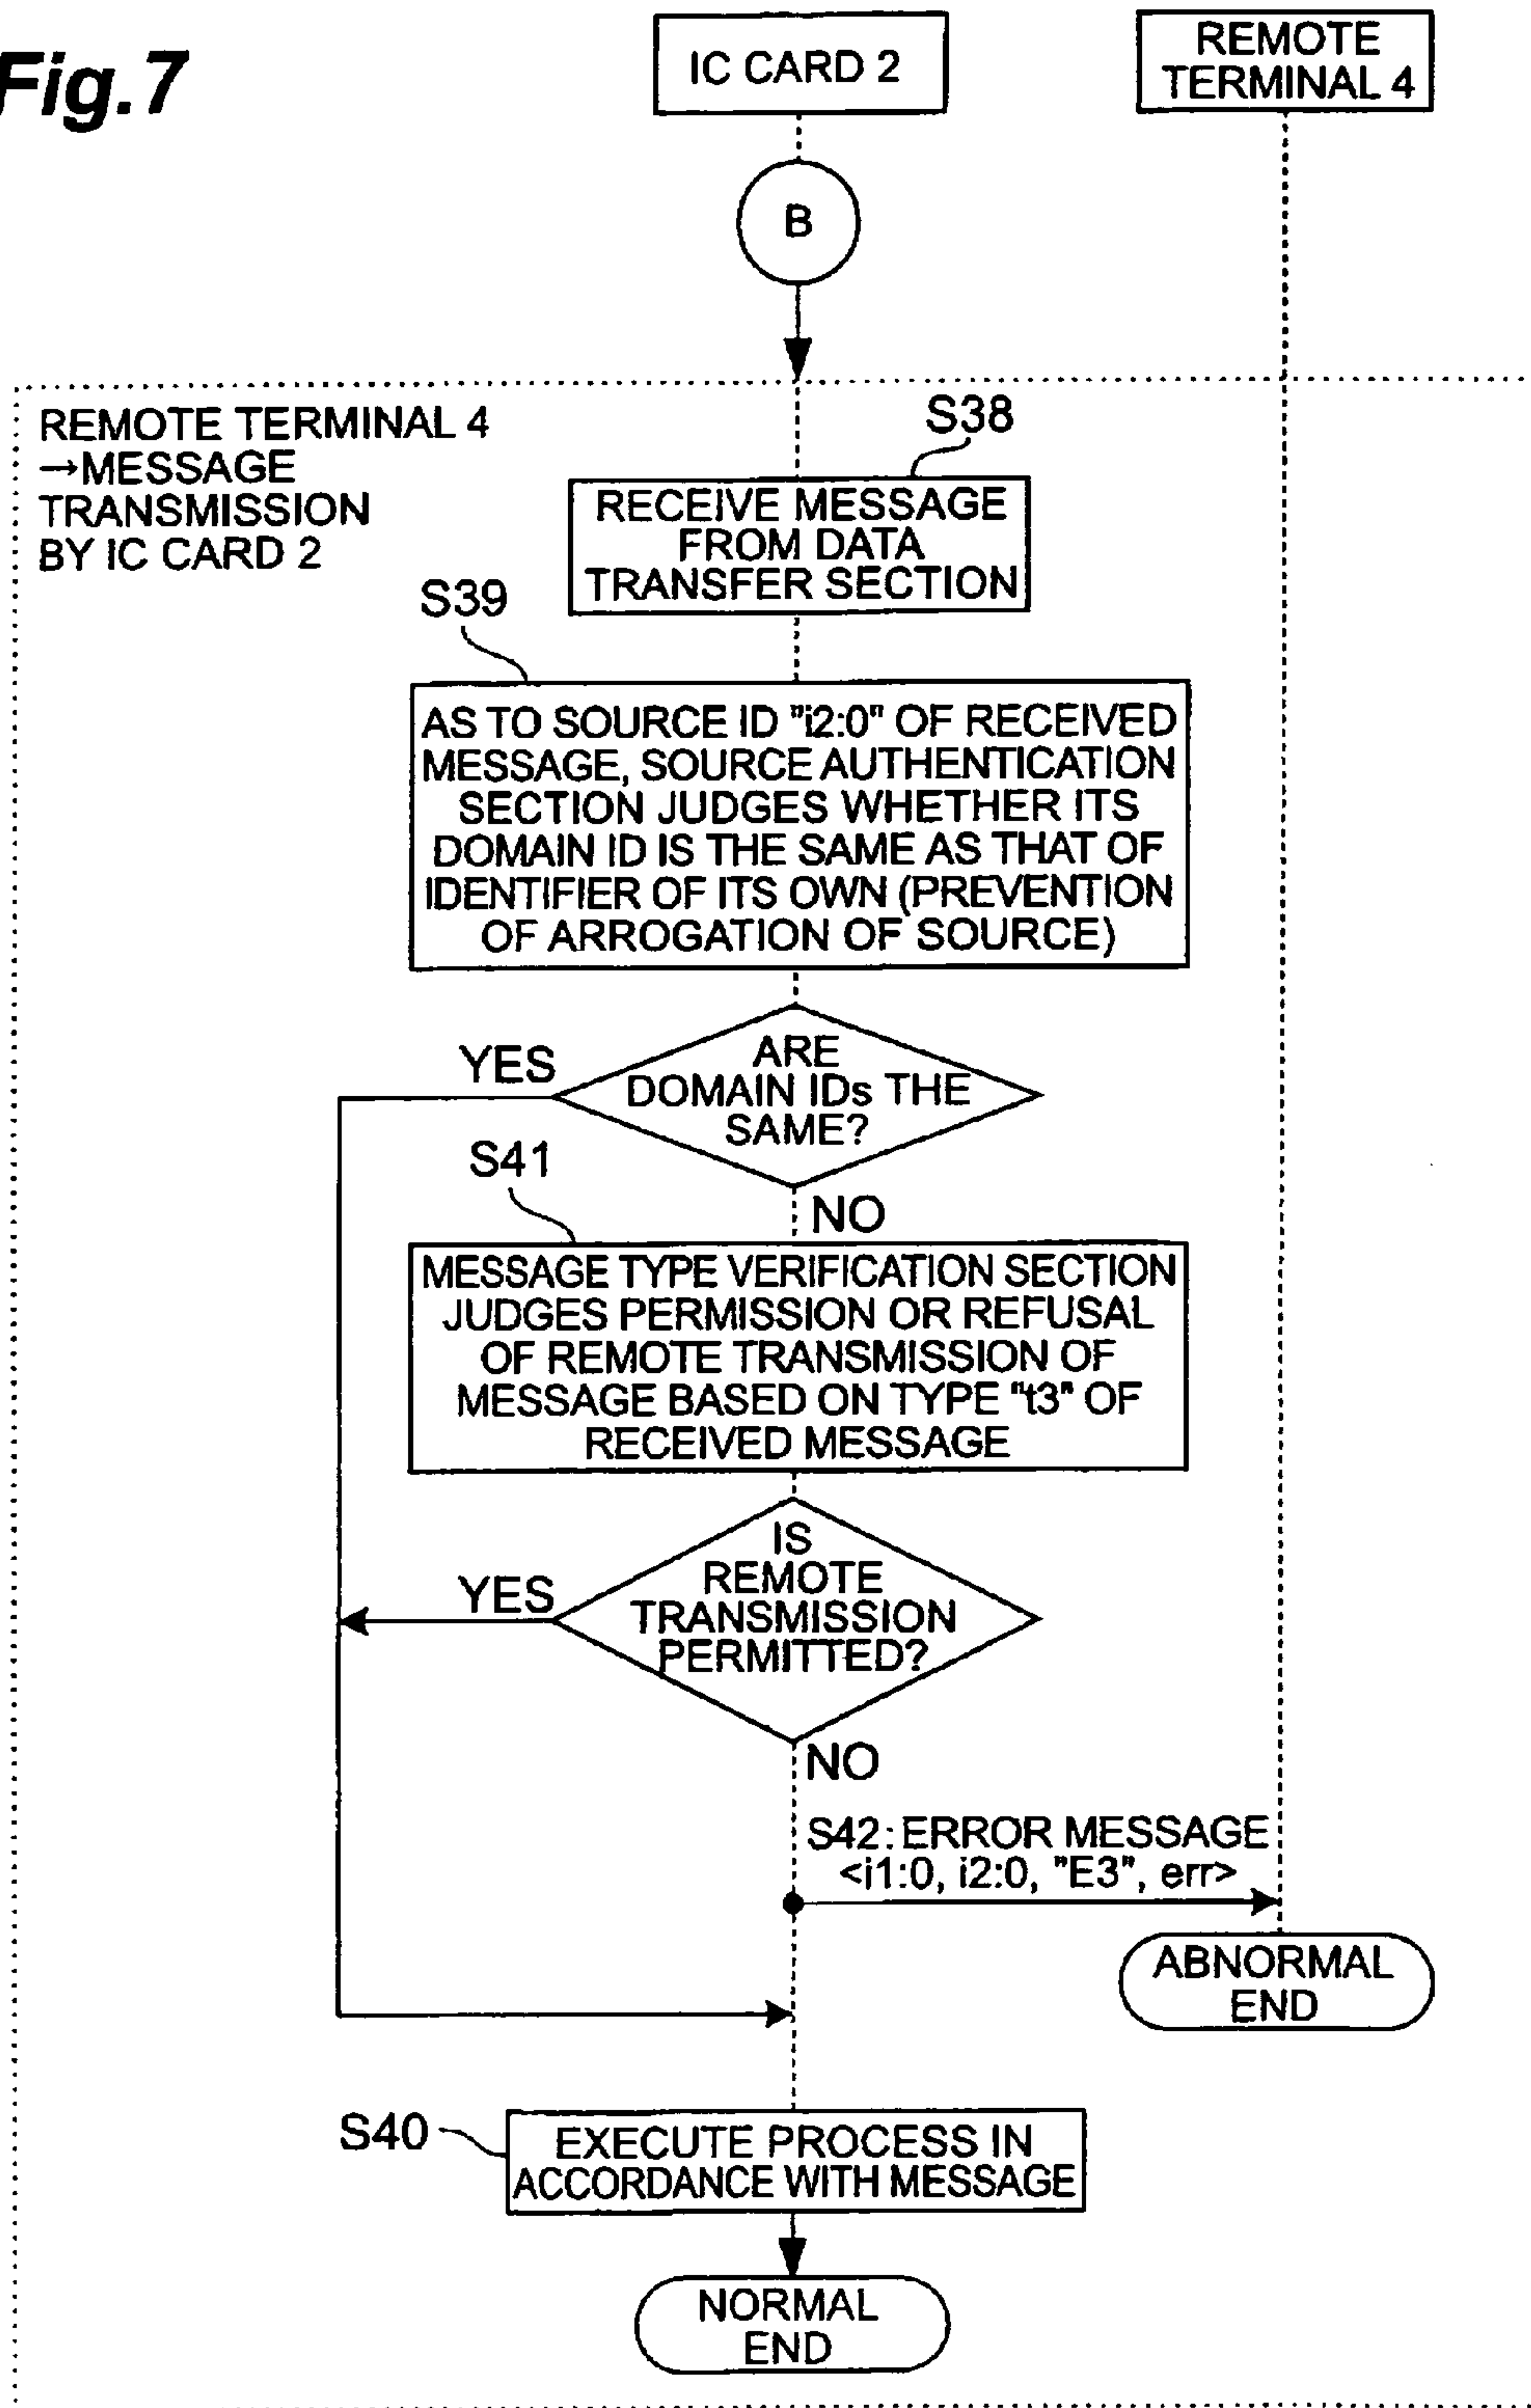 Fig.7
IC CARD 2
REMOTE
TERMINAL 4
B
REMOTE TERMINAL 4
→MESSAGE
TRANSMISSION
BY IC CARD 2
S38
RECEIVE MESSAGE
FROM DATA
TRANSFER SECTION
S39
AS TO SOURCE ID "i2:0" OF RECEIVED
MESSAGE, SOURCE AUTHENTICATION
SECTION JUDGES WHETHER ITS
DOMAIN ID IS THE SAME AS THAT OF
IDENTIFIER OF ITS OWN (PREVENTION
OF ARROGATION OF SOURCE)
YES
ARE
DOMAIN IDs THE
SAME?
NO
S41
MESSAGE TYPE VERIFICATION SECTION
JUDGES PERMISSION OR REFUSAL
OF REMOTE TRANSMISSION OF
MESSAGE BASED ON TYPE "t3" OF
RECEIVED MESSAGE
YES
IS
REMOTE
TRANSMISSION
PERMITTED?
NO
S42: ERROR MESSAGE
<i1:0, i2:0, "E3", err>
ABNORMAL
END
S40
EXECUTE PROCESS IN
ACCORDANCE WITH MESSAGE
NORMAL
END